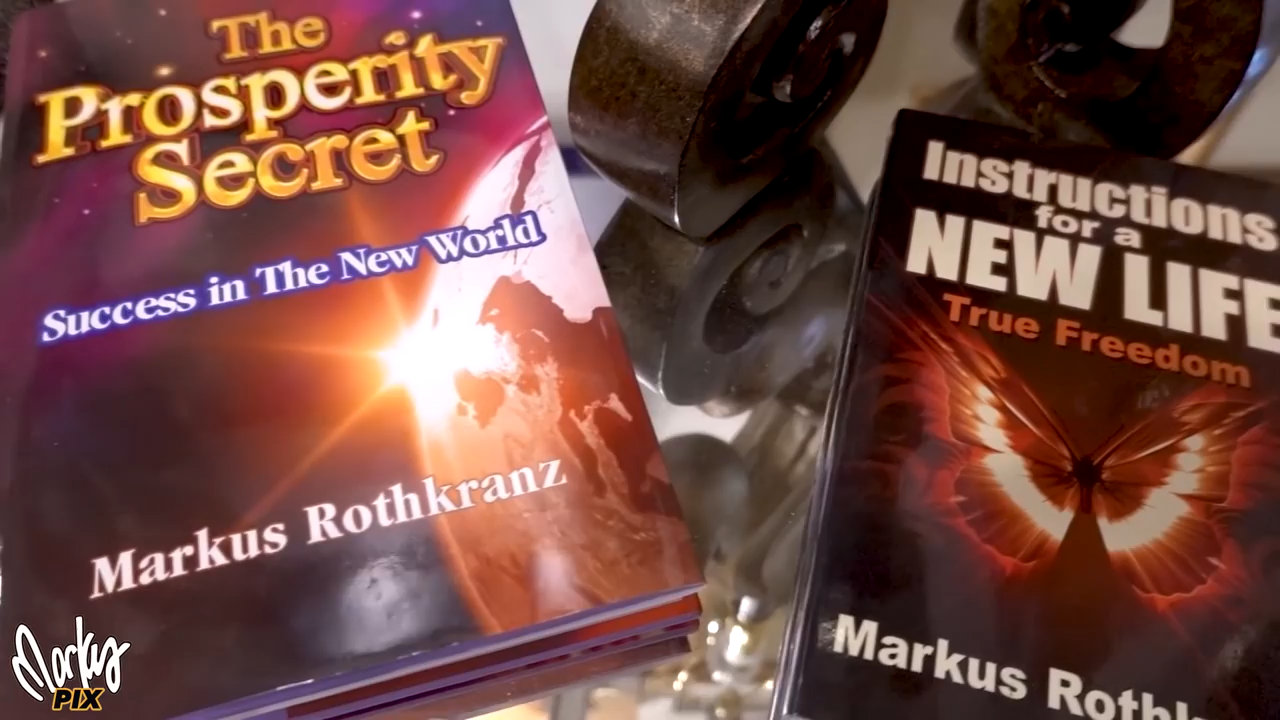 The
Prosperity
Secret
Success in The New World
Markus Rothkranz
Instructions
for a
NEW LIFE
True Freedom
Markus Roth
Markus
PIX